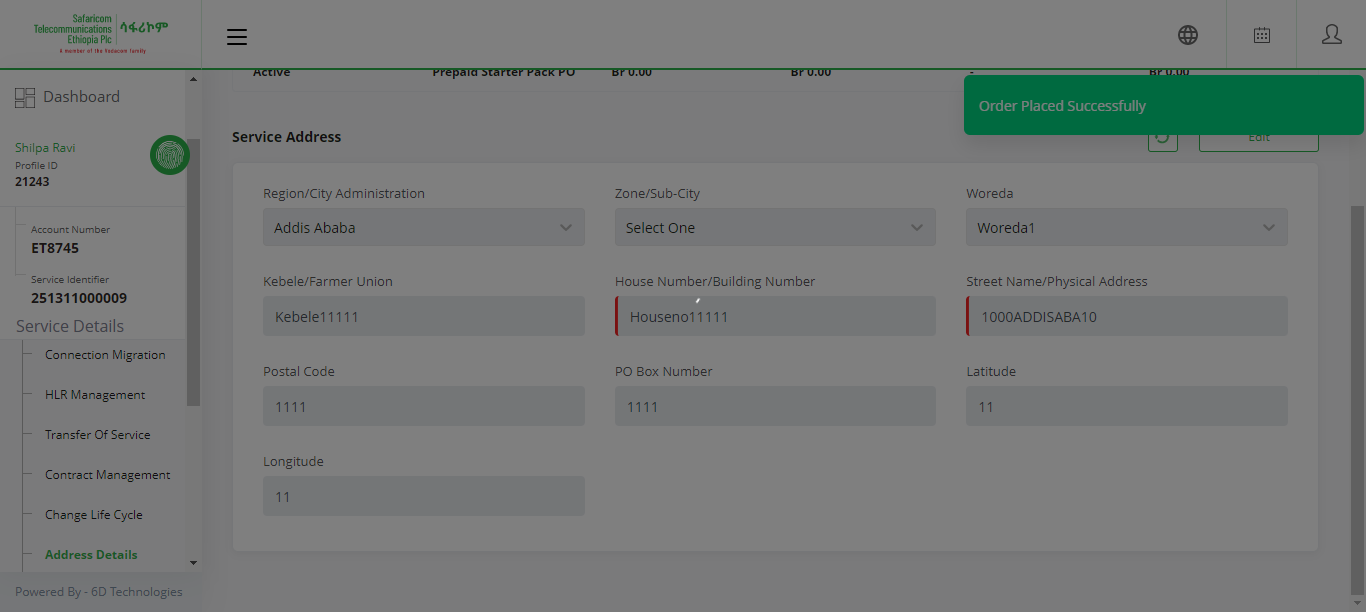 Safaricom
Telecommunications
Ethiopia Plc
ሳፋሪኮም
A member of the Vodacom family
Dashboard
Shilpa Ravi
Profile ID
21243
Account Number
ET8745
Service Identifier
251311000009
Service Details
Connection Migration
HLR Management
Transfer Of Service
Contract Management
Change Life Cycle
Address Details
Powered By - 6D Technologies
Active Prepaid Starter Pack PO Br 0.00 Br 0.00 - Br 0.00
Order Placed Successfully
Service Address
Edit
Region/City Administration Zone/Sub-City Woreda
Addis Ababa Select One Woreda1
Kebele/Farmer Union House Number/Building Number Street Name/Physical Address
Kebele11111 Houseno11111 1000ADDISABA10
Postal Code PO Box Number Latitude
1111 1111 11
Longitude
11